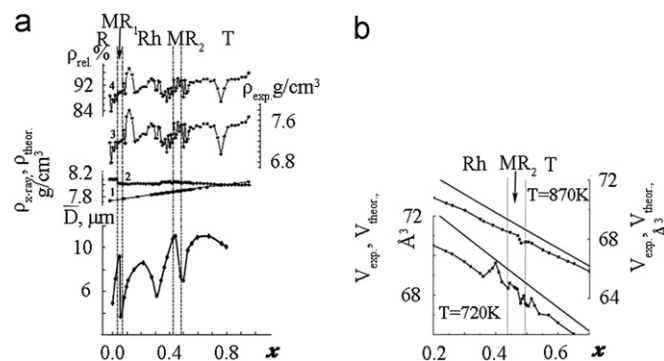 a
MR₁
R Rh MR₂ T
ρrel. %
92
84
4
ρexp. g/cm³
7.6
6.8
3
ρx-ray, ρtheor.
g/cm³
8.2
7.8
2
1
D̅, μm
10
6
0.0 0.4 0.8 x
b
Rh MR₂ T
T=870K
72
68
64
Vexp., Vtheor.,
Å³
72
68
Vexp., Vtheor.,
Å³
T=720K
0.2 0.4 0.6 x